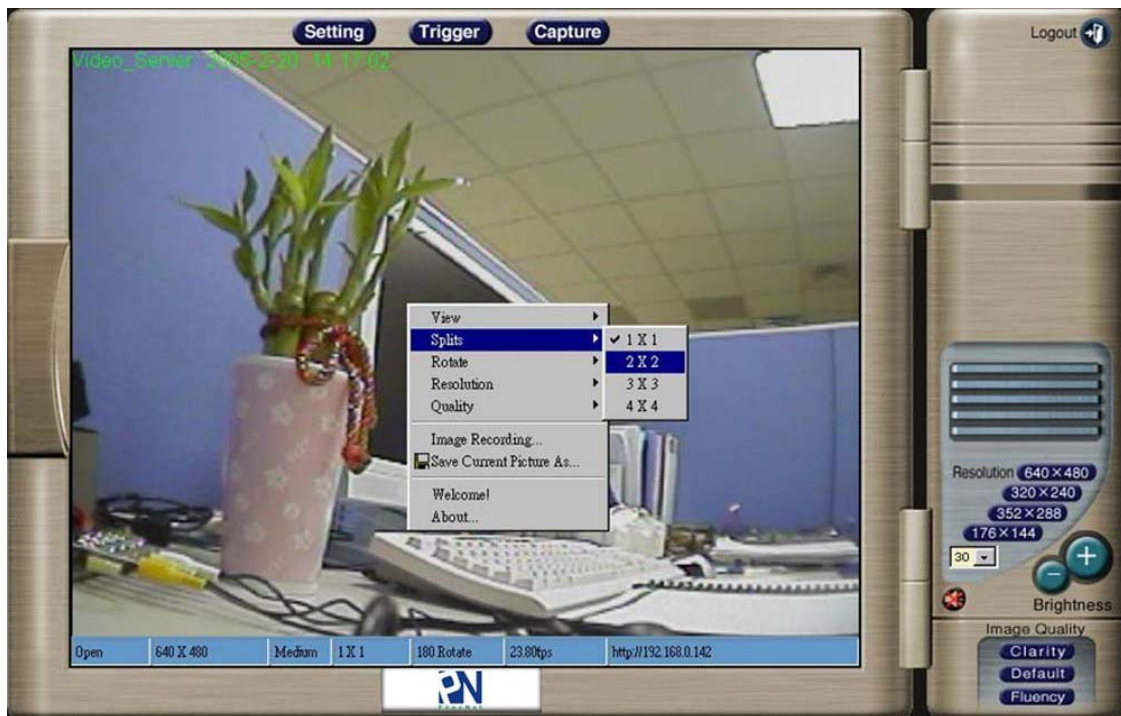 Setting Trigger Capture
Logout
Video_Server 2005-2-20 14:17:02
View
Splits
Rotate
Resolution
Quality
Image Recording...
Save Current Picture As...
Welcome!
About...
✓ 1 X 1
2 X 2
3 X 3
4 X 4
Resolution 640×480
320×240
352×288
176×144
30
Brightness
Image Quality
Clarity
Default
Fluency
Open 640 X 480 Medium 1 X 1 180 Rotate 23.80fps http://192.168.0.142
PN